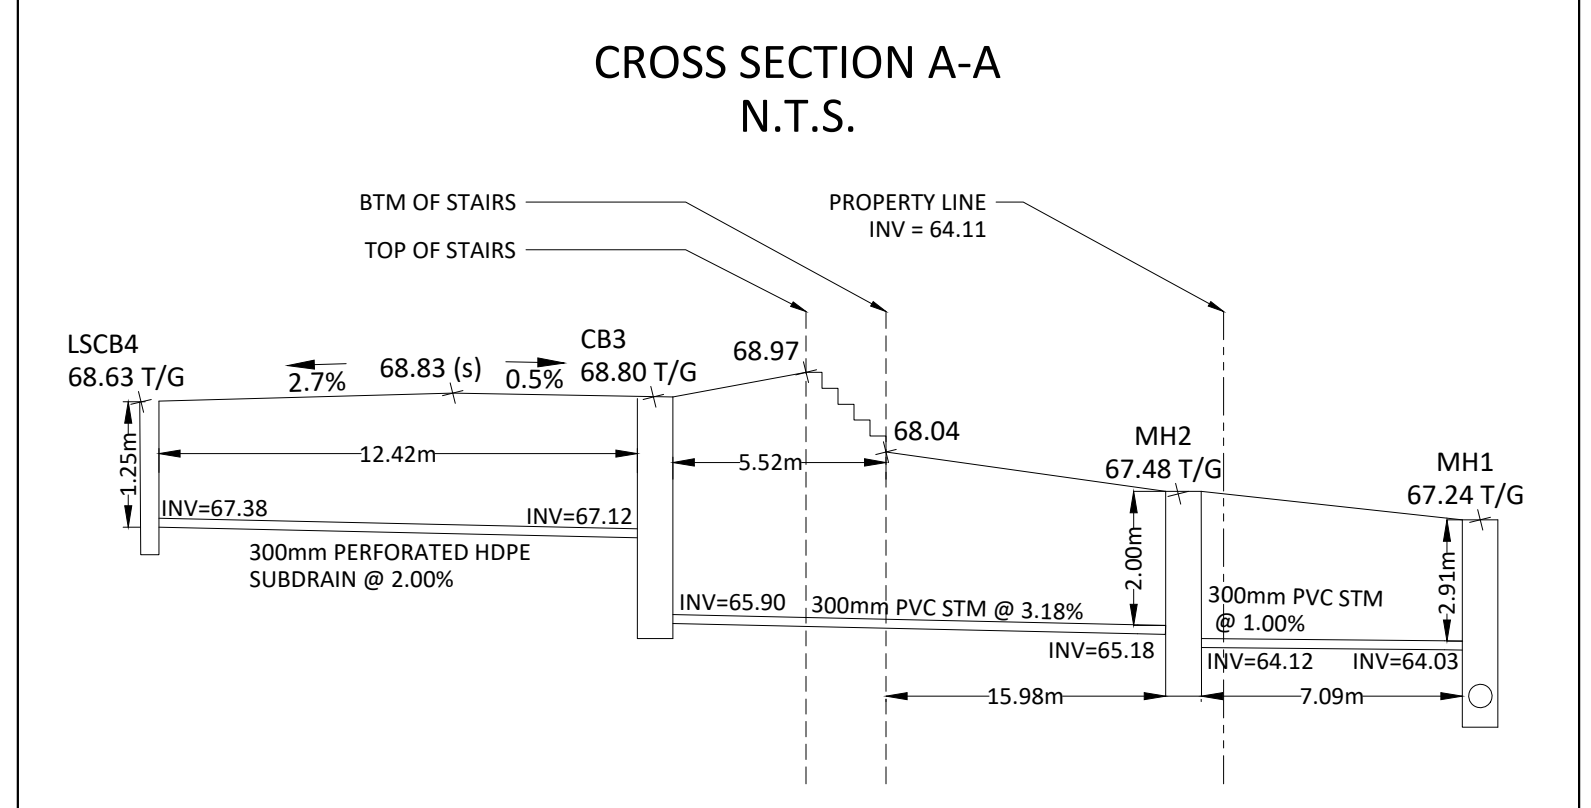 CROSS SECTION A-A
N.T.S.
BTM OF STAIRS
TOP OF STAIRS
PROPERTY LINE
INV = 64.11
LSCB4
68.63 T/G
2.7%
68.83 (s)
0.5%
CB3
68.80 T/G
68.97
68.04
MH2
67.48 T/G
MH1
67.24 T/G
1.25m
12.42m
5.52m
INV=67.38
INV=67.12
300mm PERFORATED HDPE
SUBDRAIN @ 2.00%
INV=65.90
300mm PVC STM @ 3.18%
INV=65.18
2.00m
300mm PVC STM
@ 1.00%
2.91m
INV=64.12
INV=64.03
15.98m
7.09m